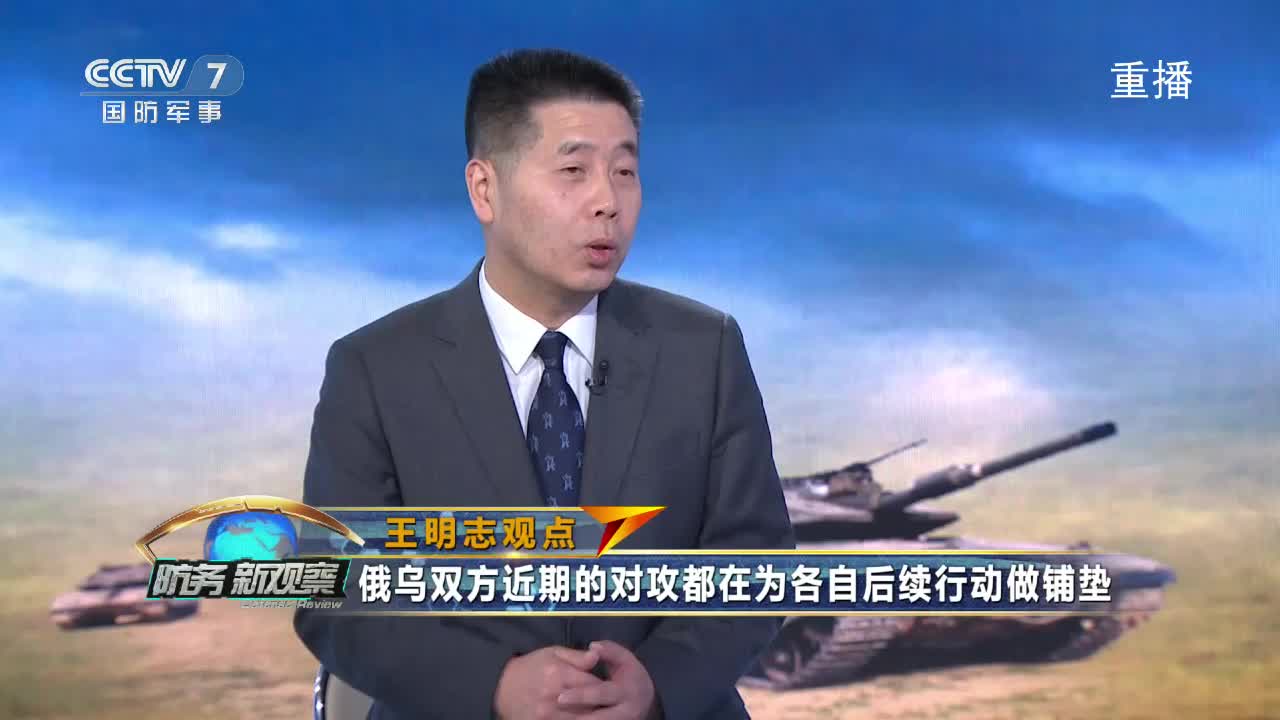 CCTV 7
国防军事
重播
王明志观点
防务新观察
Defense Review
俄乌双方近期的对攻都在为各自后续行动做铺垫